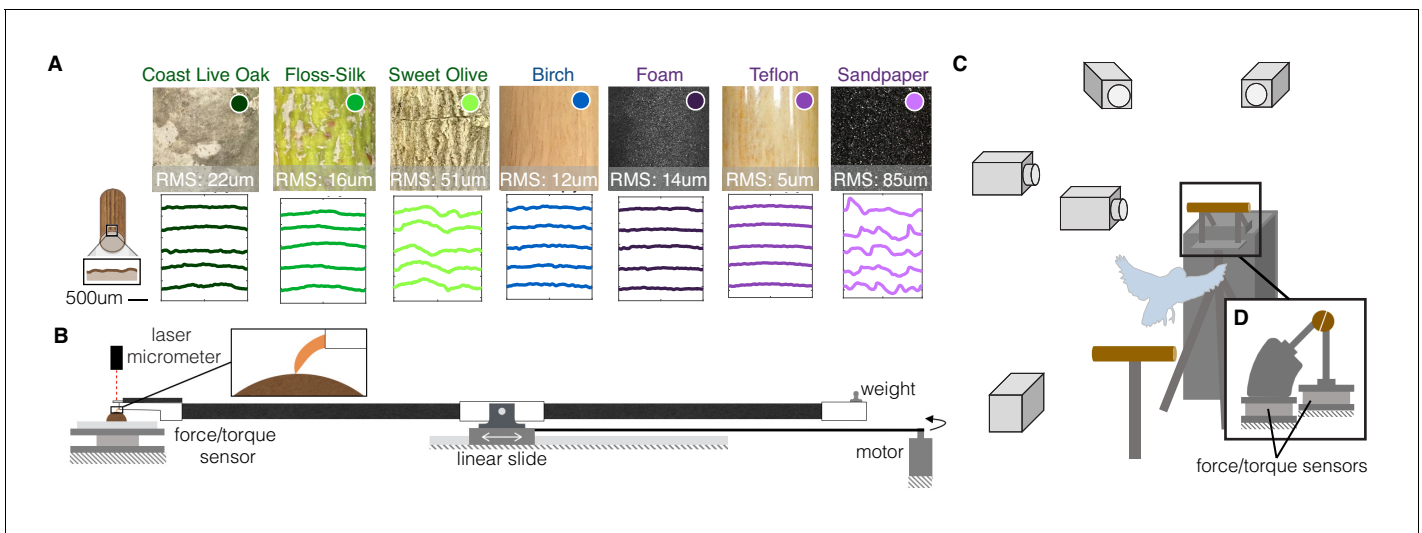 A
Coast Live Oak
Floss-Silk
Sweet Olive
Birch
Foam
Teflon
Sandpaper
RMS: 22um
RMS: 16um
RMS: 51um
RMS: 12um
RMS: 14um
RMS: 5um
RMS: 85um
500um
B
laser
micrometer
force/torque
sensor
linear slide
weight
motor
C
D
force/torque sensors